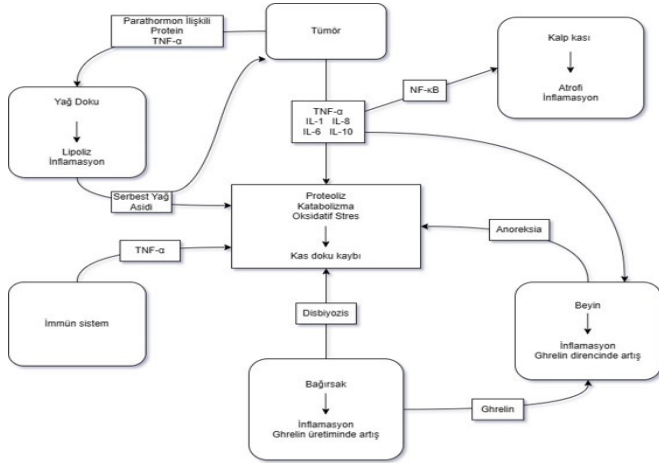 Parathormon İlişkili
Protein
TNF-α
Tümör
Kalp kası
Atrofi
İnflamasyon
NF-κB
Yağ Doku
Lipoliz
İnflamasyon
TNF-α
IL-1 IL-8
IL-6 IL-10
Serbest Yağ
Asidi
Proteoliz
Katabolizma
Oksidatif Stres
Kas doku kaybı
Anoreksia
TNF-α
İmmün sistem
Beyin
İnflamasyon
Ghrelin direncinde artış
Disbiyozis
Bağırsak
İnflamasyon
Ghrelin üretiminde artış
Ghrelin